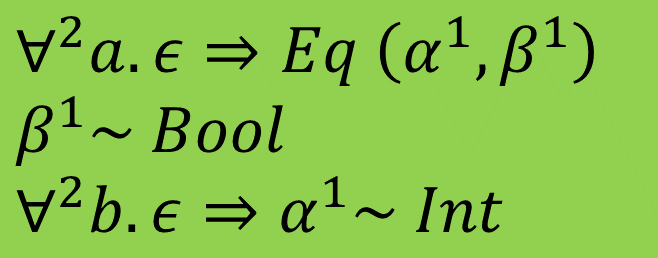 ∀²a. ϵ ⇒ Eq (α¹, β¹)
β¹~ Bool
∀²b. ϵ ⇒ α¹~ Int